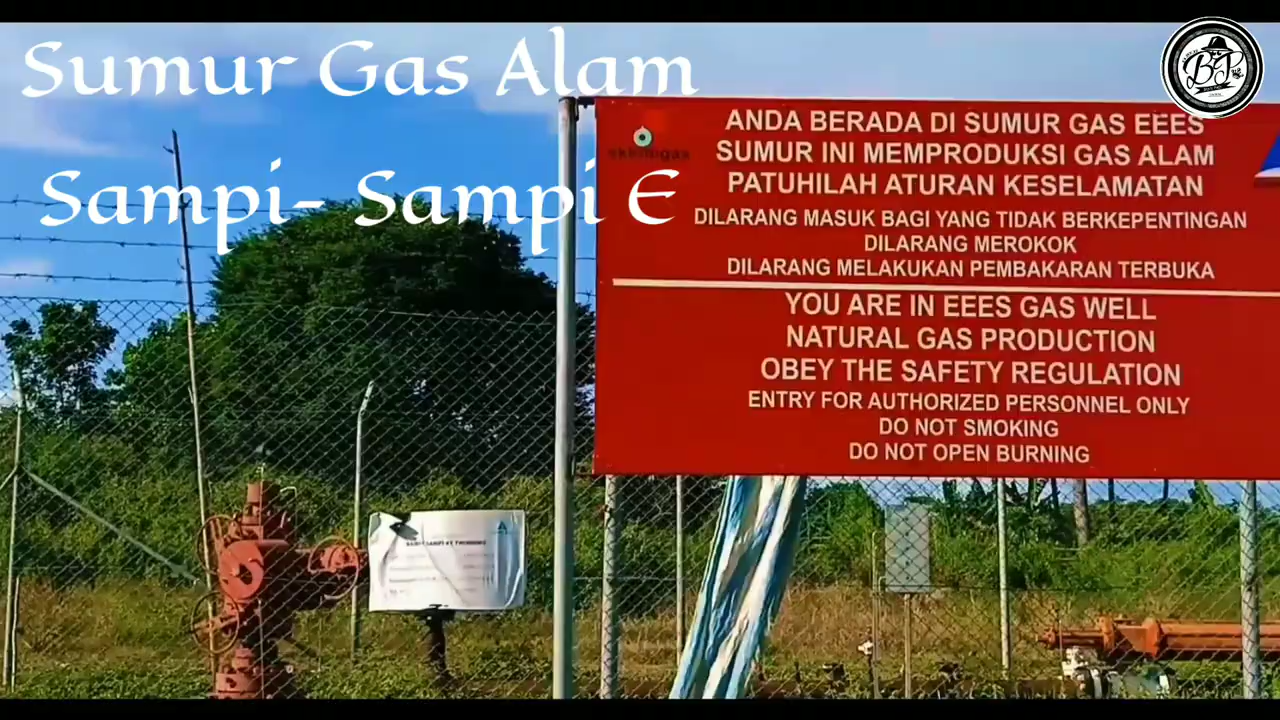 Sumur Gas Alam
Sampi- Sampi E
ANDA BERADA DI SUMUR GAS EEES
SUMUR INI MEMPRODUKSI GAS ALAM
PATUHILAH ATURAN KESELAMATAN
DILARANG MASUK BAGI YANG TIDAK BERKEPENTINGAN
DILARANG MEROKOK
DILARANG MELAKUKAN PEMBAKARAN TERBUKA
YOU ARE IN EEES GAS WELL
NATURAL GAS PRODUCTION
OBEY THE SAFETY REGULATION
ENTRY FOR AUTHORIZED PERSONNEL ONLY
DO NOT SMOKING
DO NOT OPEN BURNING